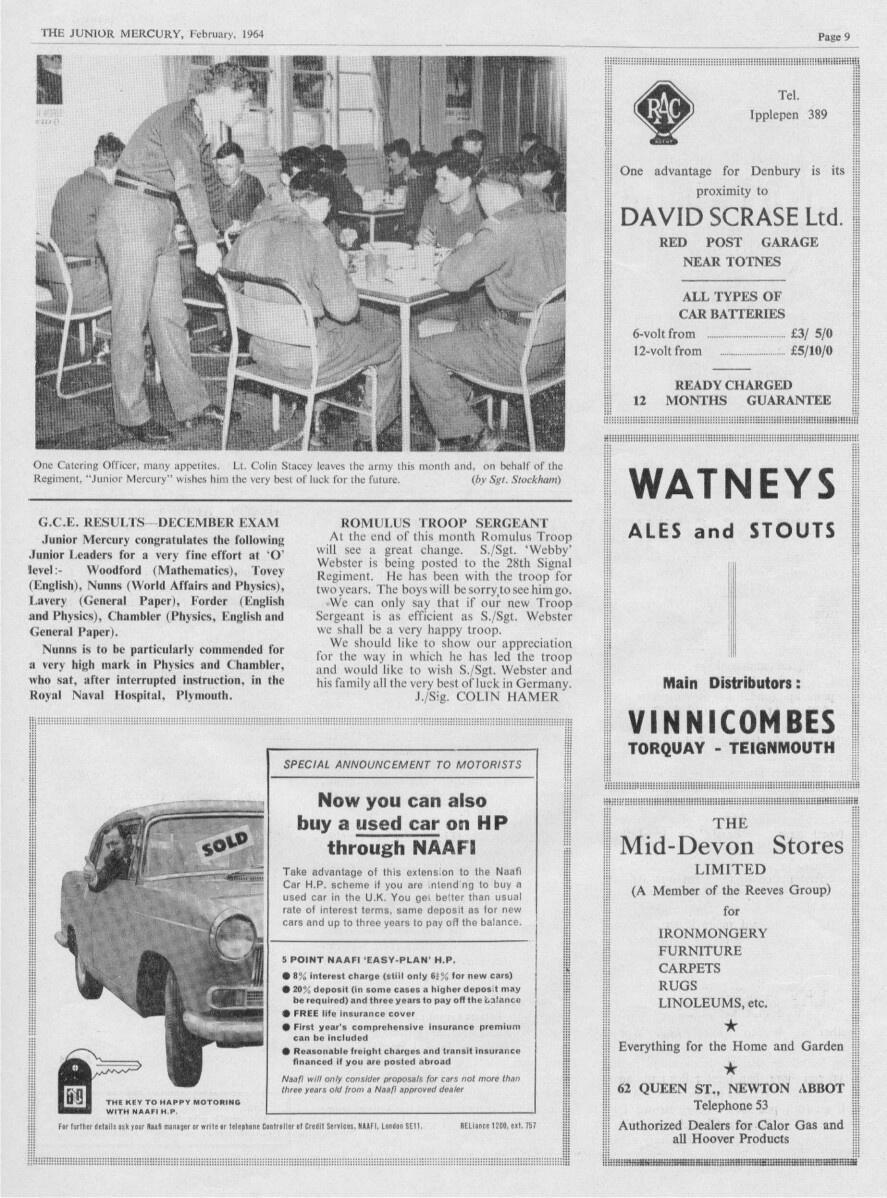 THE JUNIOR MERCURY, February, 1964
Page 9
One Catering Officer, many appetites. Lt. Colin Stacey leaves the army this month and, on behalf of the
Regiment, "Junior Mercury" wishes him the very best of luck for the future. (by Sgt. Stockham)
G.C.E. RESULTS—DECEMBER EXAM
Junior Mercury congratulates the following
Junior Leaders for a very fine effort at 'O'
level:- Woodford (Mathematics), Tovey
(English), Nunns (World Affairs and Physics),
Lavery (General Paper), Forder (English
and Physics), Chambler (Physics, English and
General Paper).
Nunns is to be particularly commended for
a very high mark in Physics and Chambler,
who sat, after interrupted instruction, in the
Royal Naval Hospital, Plymouth.
ROMULUS TROOP SERGEANT
At the end of this month Romulus Troop
will see a great change. S./Sgt. 'Webby'
Webster is being posted to the 28th Signal
Regiment. He has been with the troop for
two years. The boys will be sorry to see him go.
We can only say that if our new Troop
Sergeant is as efficient as S./Sgt. Webster
we shall be a very happy troop.
We should like to show our appreciation
for the way in which he has led the troop
and would like to wish S./Sgt. Webster and
his family all the very best of luck in Germany.
J./Sig. COLIN HAMER
SOLD
SPECIAL ANNOUNCEMENT TO MOTORISTS
Now you can also
buy a used car on HP
through NAAFI
Take advantage of this extension to the Naafi
Car H.P. scheme if you are intending to buy a
used car in the U.K. You get better than usual
rate of interest terms, same deposit as for new
cars and up to three years to pay off the balance.
5 POINT NAAFI 'EASY-PLAN' H.P.
● 8% interest charge (still only 6½% for new cars)
● 20% deposit (in some cases a higher deposit may
be required) and three years to pay off the balance
● FREE life insurance cover
● First year's comprehensive insurance premium
can be included
● Reasonable freight charges and transit insurance
financed if you are posted abroad
Naafi will only consider proposals for cars not more than
three years old from a Naafi approved dealer
THE KEY TO HAPPY MOTORING
WITH NAAFI H.P.
For further details ask your Naafi manager or write or telephone Controller of Credit Services, NAAFI, London SE11. RELiance 1200, ext. 757
RAC
Tel.
Ipplepen 389
One advantage for Denbury is its
proximity to
DAVID SCRASE Ltd.
RED POST GARAGE
NEAR TOTNES
ALL TYPES OF
CAR BATTERIES
6-volt from .......................... £3/ 5/0
12-volt from ...................... £5/10/0
READY CHARGED
12 MONTHS GUARANTEE
WATNEYS
ALES and STOUTS
Main Distributors :
VINNICOMBES
TORQUAY - TEIGNMOUTH
THE
Mid-Devon Stores
LIMITED
(A Member of the Reeves Group)
for
IRONMONGERY
FURNITURE
CARPETS
RUGS
LINOLEUMS, etc.
★
Everything for the Home and Garden
★
62 QUEEN ST., NEWTON ABBOT
Telephone 53
Authorized Dealers for Calor Gas and
all Hoover Products